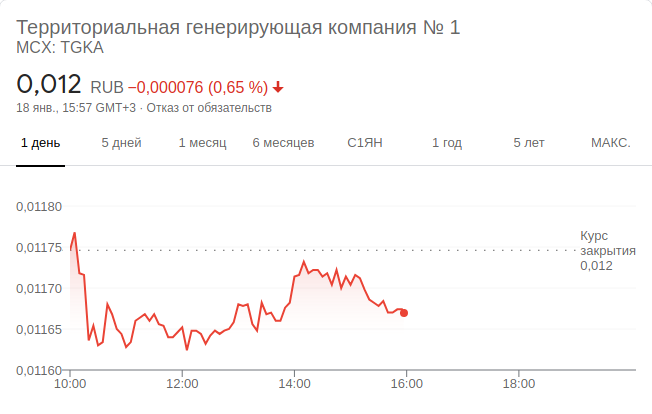 Территориальная генерирующая компания № 1
MCX: TGKA
0,012 RUB −0,000076 (0,65 %)
18 янв., 15:57 GMT+3 · Отказ от обязательств
1 день 5 дней 1 месяц 6 месяцев С1ЯН 1 год 5 лет МАКС.
0,01180
0,01175
0,01170
0,01165
0,01160
Курс
закрытия
0,012
10:00 12:00 14:00 16:00 18:00